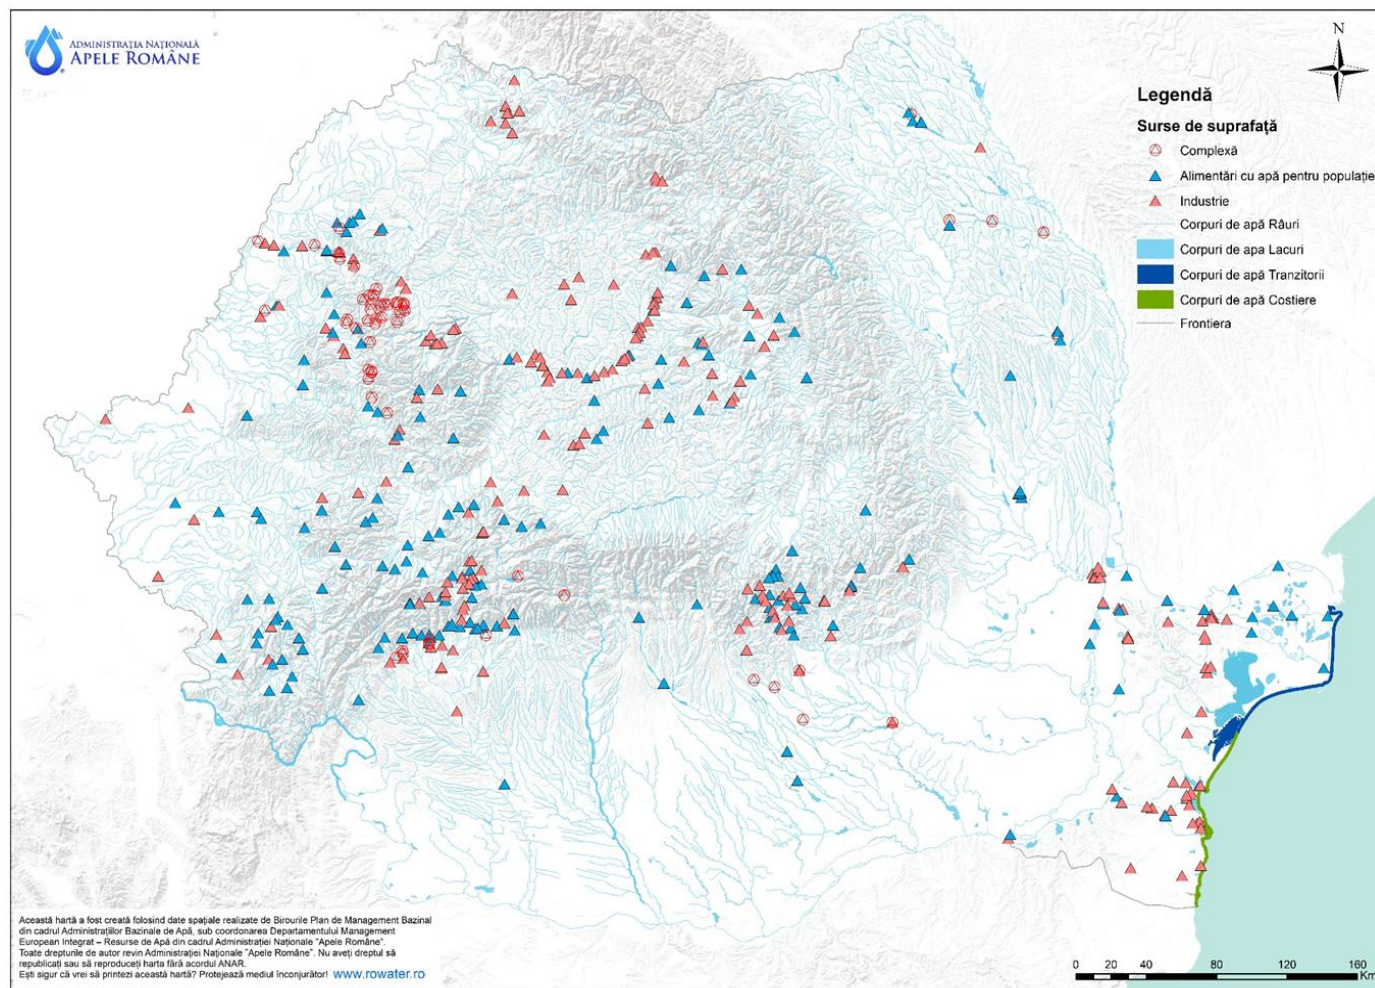 ADMINISTRAȚIA NAȚIONALĂ
APELE ROMÂNE
N
Legendă
Surse de suprafață
Complexă
Alimentări cu apă pentru populație
Industrie
Corpuri de apă Râuri
Corpuri de apa Lacuri
Corpuri de apă Tranzitorii
Corpuri de apă Costiere
Frontiera
Această hartă a fost creată folosind date spațiale realizate de Birourile Plan de Management Bazinal
din cadrul Administrațiilor Bazinale de Apă, sub coordonarea Departamentului Management
European Integrat – Resurse de Apă din cadrul Administrației Naționale "Apele Române".
Toate drepturile de autor revin Administrației Naționale "Apele Române". Nu aveți dreptul să
republicați sau să reproduceți harta fără acordul ANAR.
Ești sigur că vrei să printezi această hartă? Protejează mediul înconjurător! www.rowater.ro
0 20 40 80 120 160
Km